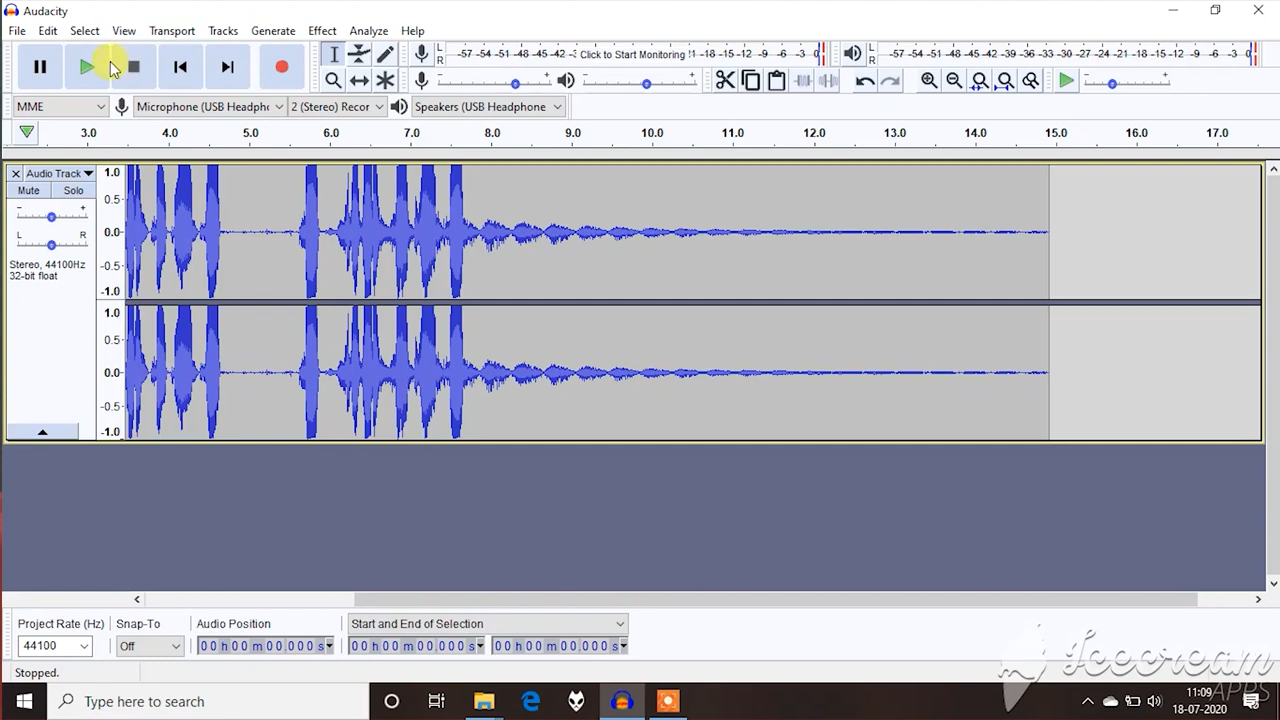 Audacity
File Edit Select View Transport Tracks Generate Effect Analyze Help
L R -57 -54 -51 -48 -45 -42 -3 Click to Start Monitoring !1 -18 -15 -12 -9 -6 -3 0
L R -57 -54 -51 -48 -45 -42 -39 -36 -33 -30 -27 -24 -21 -18 -15 -12 -9 -6 -3 0
- + - + - +
MME Microphone (USB Headphc 2 (Stereo) Recor Speakers (USB Headphone
3.0 4.0 5.0 6.0 7.0 8.0 9.0 10.0 11.0 12.0 13.0 14.0 15.0 16.0 17.0
Audio Track
Mute Solo
- +
L R
Stereo, 44100Hz
32-bit float
1.0
0.5
0.0
-0.5
-1.0
1.0
0.5
0.0
-0.5
-1.0
Project Rate (Hz) Snap-To Audio Position Start and End of Selection
44100 Off 00 h 00 m 00.000 s 00 h 00 m 00.000 s 00 h 00 m 00.000 s
Stopped.
Icecream
APPS
Type here to search
11:09
18-07-2020